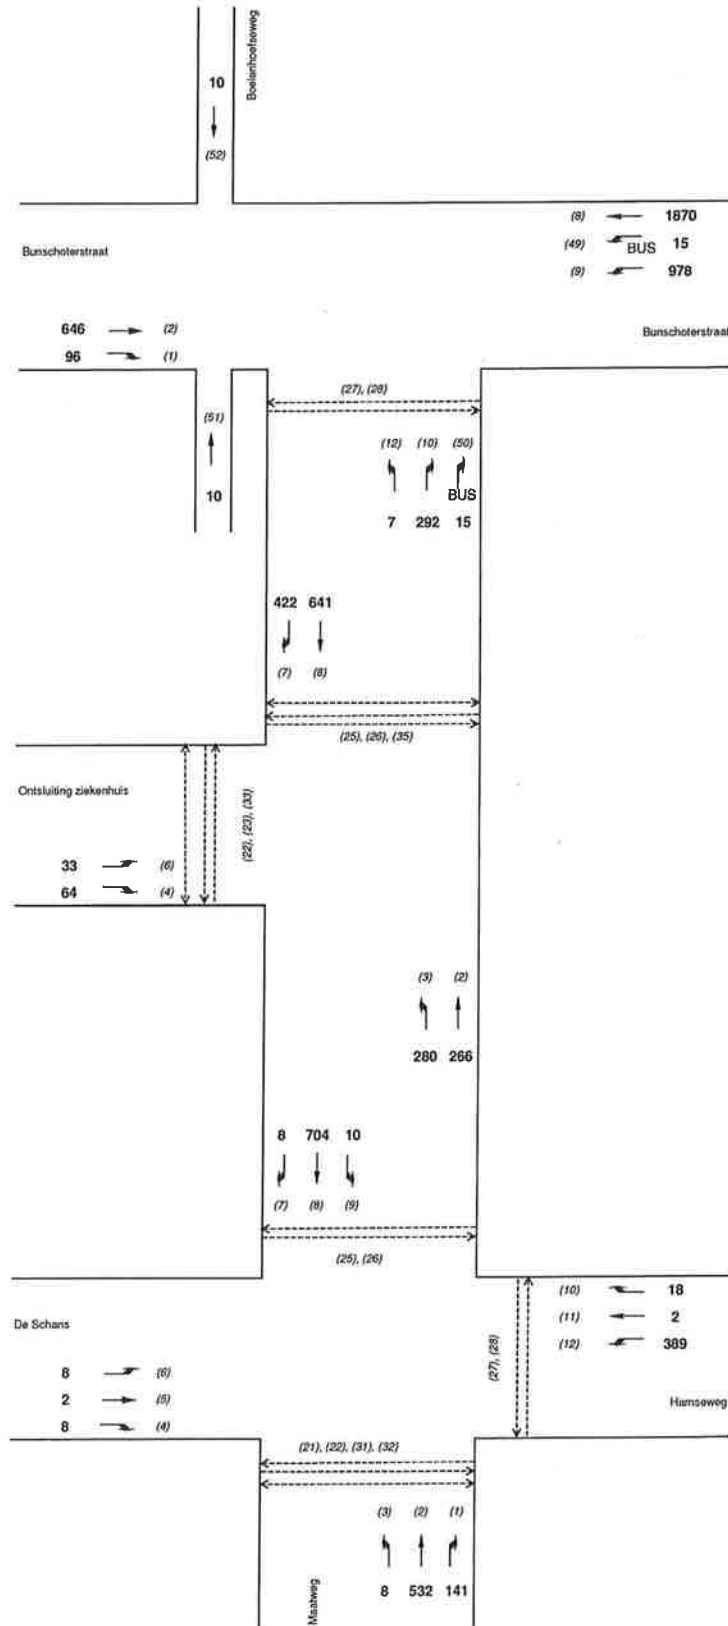 Boelenhoefseweg
10
(52)
(8) 1870
Bunschoterstraat
(49) BUS 15
(9) 978
646 (2)
Bunschoterstraat
96 (1)
(27), (28)
(51)
(12) (10) (50)
10
BUS
7 292 15
422 641
(7) (8)
(25), (26), (35)
Ontsluiting ziekenhuis
(22), (23), (33)
33 (6)
64 (4)
(3) (2)
280 266
8 704 10
(7) (8) (9)
(25), (26)
(10) 18
De Schans
(11) 2
(12) 389
(27), (28)
8 (6)
2 (5)
Hamseweg
8 (4)
(21), (22), (31), (32)
(3) (2) (1)
8 532 141
Maatweg